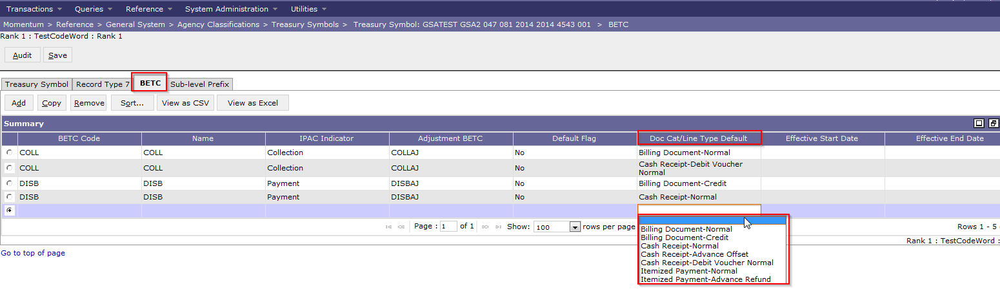 Transactions Queries Reference System Administration Utilities
Momentum > Reference > General System > Agency Classifications > Treasury Symbols > Treasury Symbol: GSATEST GSA2 047 081 2014 2014 4543 001 > BETC
Rank 1 : TestCodeWord : Rank 1
Audit Save
Treasury Symbol Record Type 7 BETC Sub-level Prefix
Add Copy Remove Sort... View as CSV View as Excel
Summary
BETC Code Name IPAC Indicator Adjustment BETC Default Flag Doc Cat/Line Type Default Effective Start Date Effective End Date
COLL COLL Collection COLLAJ No Billing Document-Normal
COLL COLL Collection COLLAJ No Cash Receipt-Debit Voucher
Normal
DISB DISB Payment DISBAJ No Billing Document-Credit
DISB DISB Payment DISBAJ No Cash Receipt-Normal
Page : 1 of 1 Show: 100 rows per page Rows 1 - 5
Billing Document-Normal
Billing Document-Credit
Rank 1 : TestCodeWord :
Cash Receipt-Normal
Go to top of page
Cash Receipt-Advance Offset
Cash Receipt-Debit Voucher Normal
Itemized Payment-Normal
Itemized Payment-Advance Refund